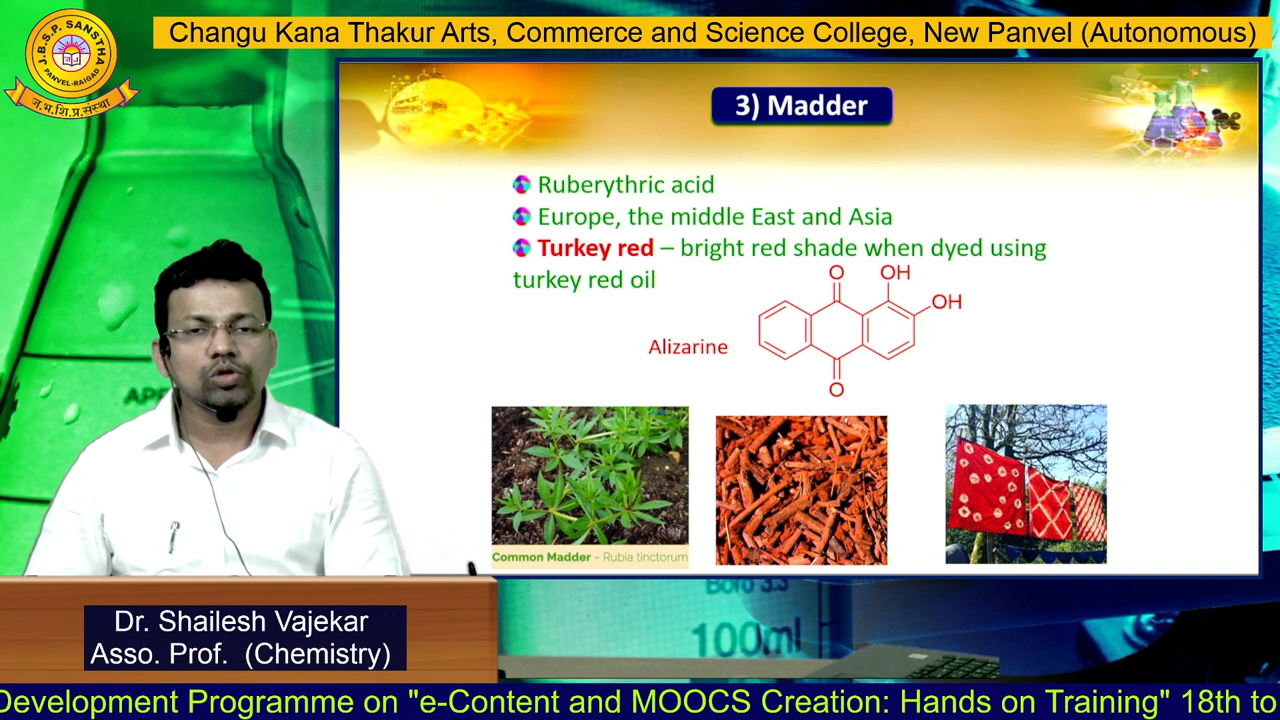 J.B.S.P. SANSTHA
PANVEL-RAIGAD
ज.भ.शि.प्र.संस्था
Changu Kana Thakur Arts, Commerce and Science College, New Panvel (Autonomous)
3) Madder
Ruberythric acid
Europe, the middle East and Asia
Turkey red – bright red shade when dyed using
turkey red oil
O
OH
OH
O
Alizarine
Common Madder - Rubia tinctorum
100ml
Dr. Shailesh Vajekar
Asso. Prof. (Chemistry)
Development Programme on "e-Content and MOOCS Creation: Hands on Training" 18th to